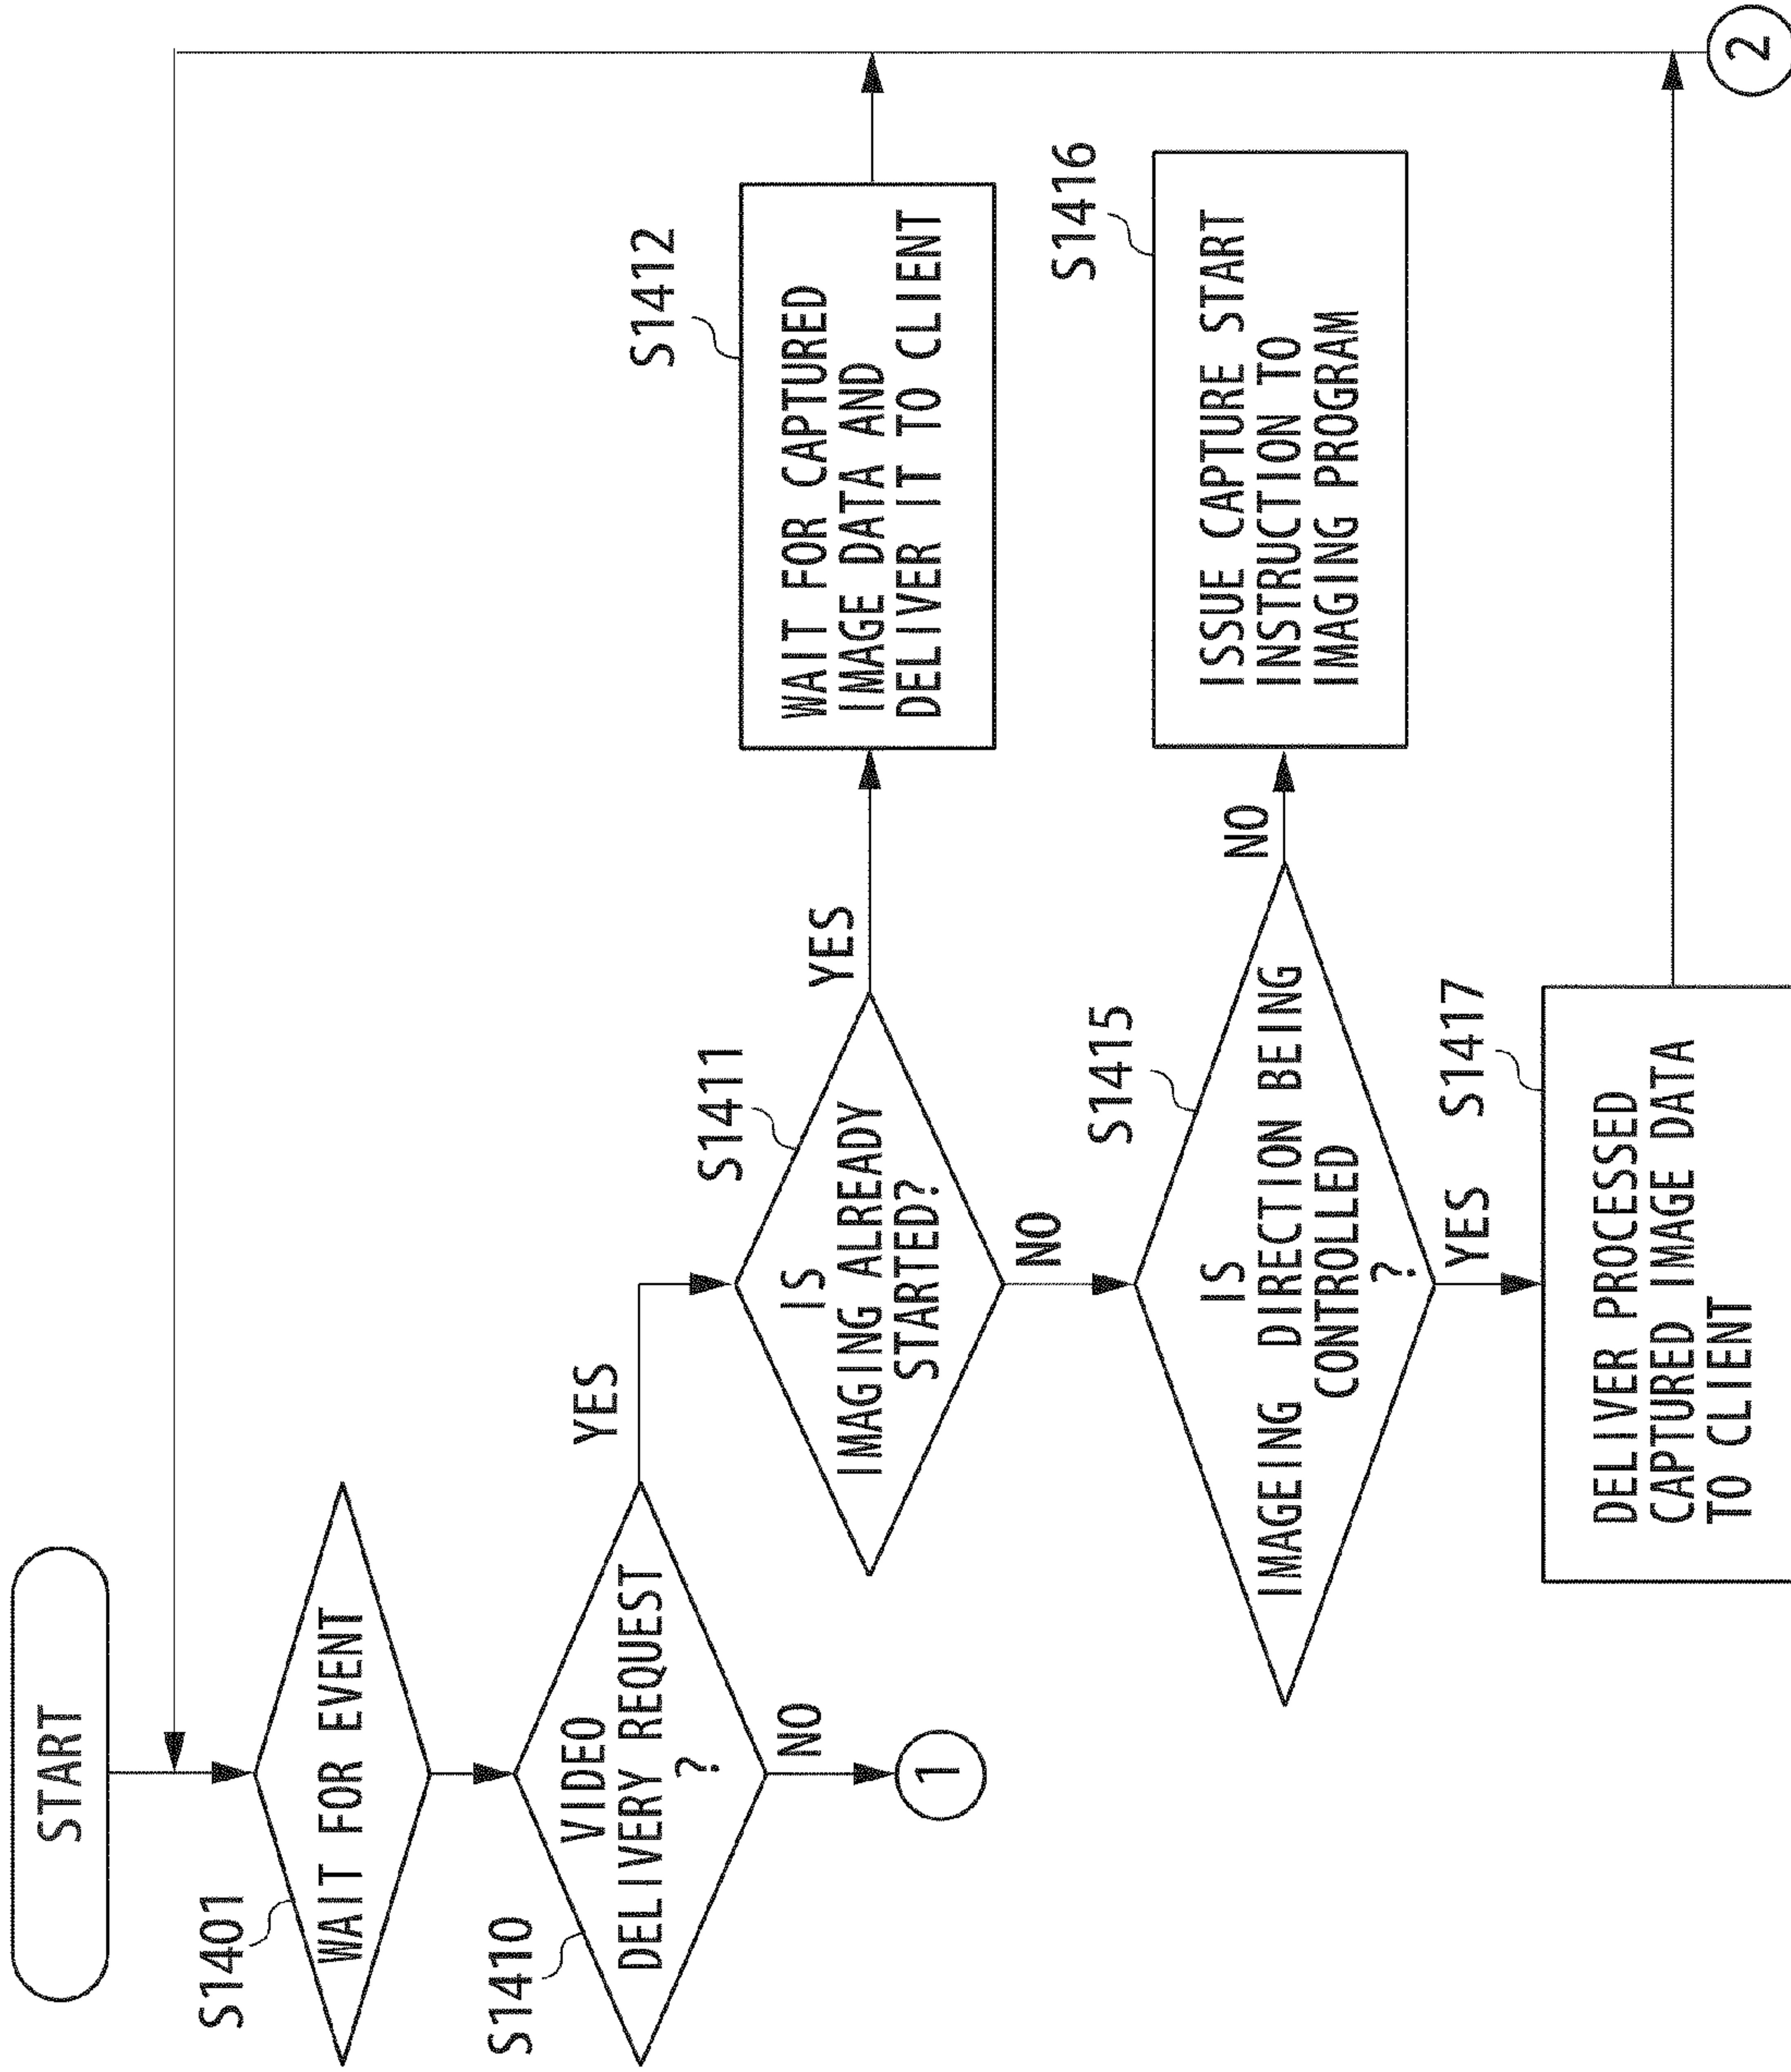 START
S1401
WAIT FOR EVENT
S1410
VIDEO
DELIVERY REQUEST
?
YES
NO
1
S1411
IS
IMAGING ALREADY
STARTED?
YES
NO
S1412
WAIT FOR CAPTURED
IMAGE DATA AND
DELIVER IT TO CLIENT
S1415
IS
IMAGEING DIRECTION BEING
CONTROLLED
?
NO
YES
S1416
ISSUE CAPTURE START
INSTRUCTION TO
IMAGING PROGRAM
S1417
DELIVER PROCESSED
CAPTURED IMAGE DATA
TO CLIENT
2